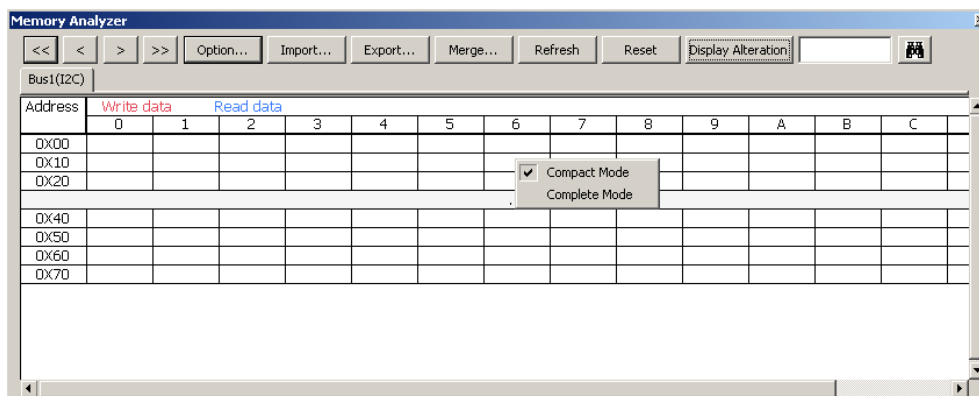 Memory Analyzer
<< < > >> Option... Import... Export... Merge... Refresh Reset Display Alteration
Bus1(I2C)
Address Write data Read data
0 1 2 3 4 5 6 7 8 9 A B C
0X00
0X10
0X20
Compact Mode
Complete Mode
0X40
0X50
0X60
0X70